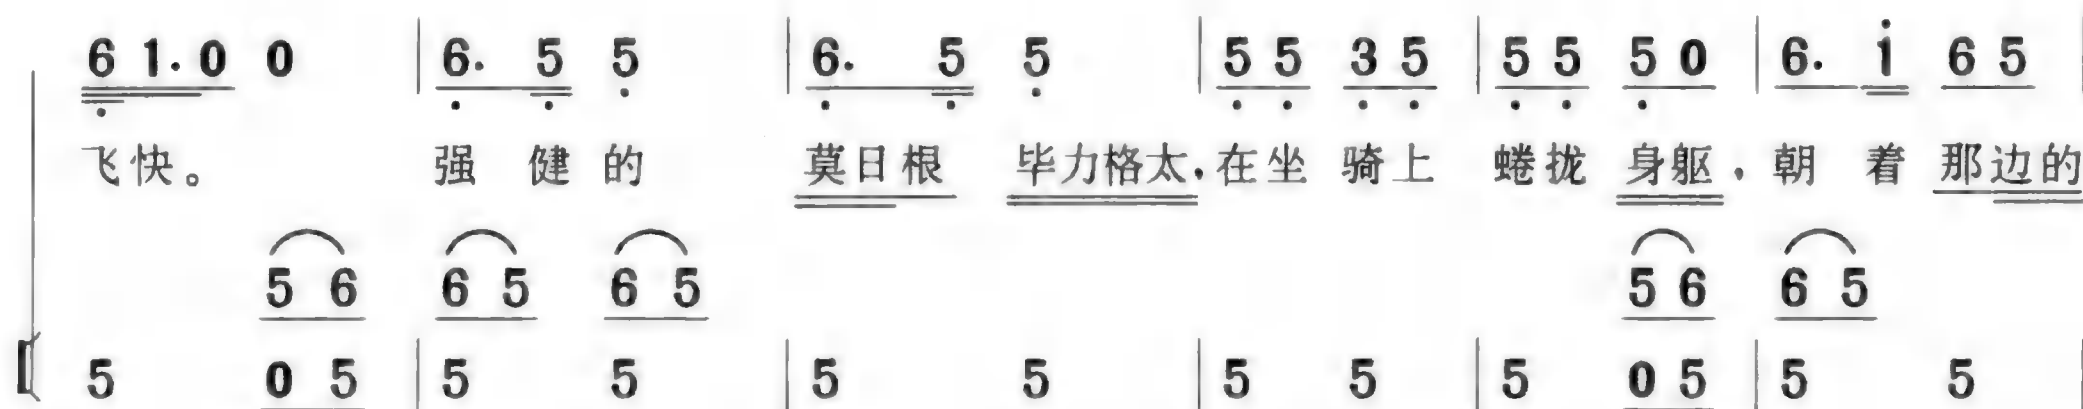 6 1. 0 0 | 6. 5 5 | 6. 5 5 | 5 5 3 5 | 5 5 5 0 | 6. i 6 5 |
飞快。 强 健 的 莫日根 毕力格太,在坐 骑上 蜷拢 身躯,朝 着 那边的
5 6 6 5 6 5 5 6 6 5
5 0 5 | 5 5 | 5 5 | 5 5 | 5 0 5 | 5 5 |